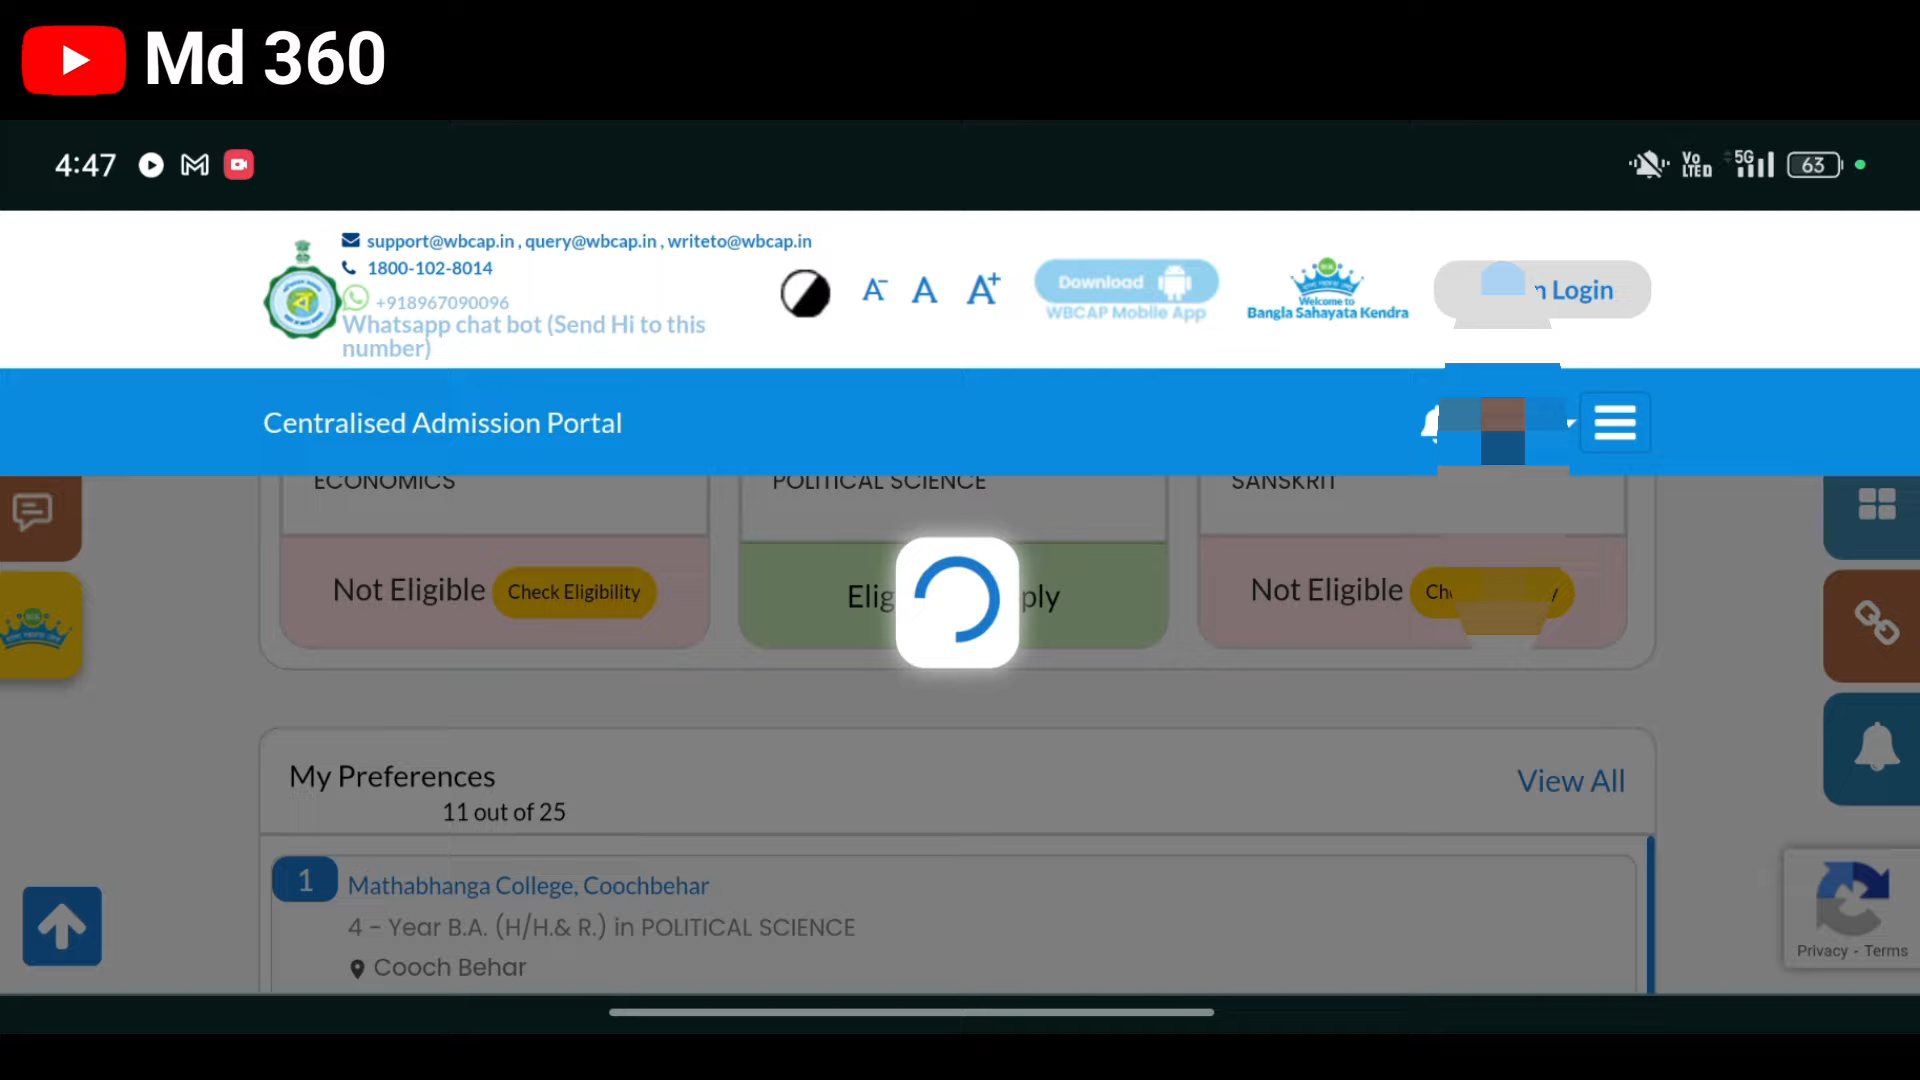 Md 360
4:47
Vo
LTED
5G
63
support@wbcap.in , query@wbcap.in , writeto@wbcap.in
1800-102-8014
+918967090096
Whatsapp chat bot (Send Hi to this
number)
A- A A+
Download
WBCAP Mobile App
Welcome to
Bangla Sahayata Kendra
Login
Centralised Admission Portal
ECONOMICS
POLITICAL SCIENCE
SANSKRIT
Not Eligible Check Eligibility
Not Eligible
My Preferences
11 out of 25
View All
1
Mathabhanga College, Coochbehar
4 - Year B.A. (H/H.& R.) in POLITICAL SCIENCE
Cooch Behar
Privacy - Terms